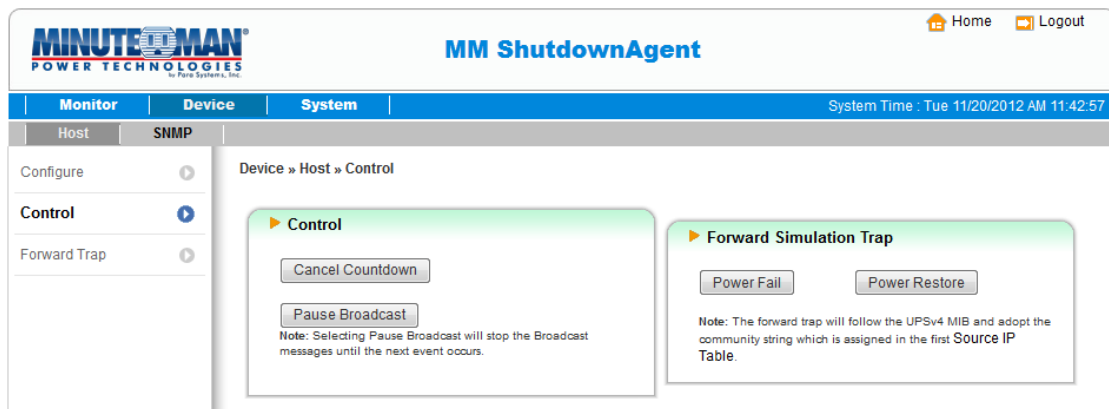 MINUTEMAN®
POWER TECHNOLOGIES
by Para Systems, Inc.
MM ShutdownAgent
Home
Logout
Monitor
Device
System
System Time : Tue 11/20/2012 AM 11:42:57
Host
SNMP
Configure
Control
Forward Trap
Device » Host » Control
Control
Cancel Countdown
Pause Broadcast
Note: Selecting Pause Broadcast will stop the Broadcast
messages until the next event occurs.
Forward Simulation Trap
Power Fail
Power Restore
Note: The forward trap will follow the UPSv4 MIB and adopt the
community string which is assigned in the first Source IP
Table.